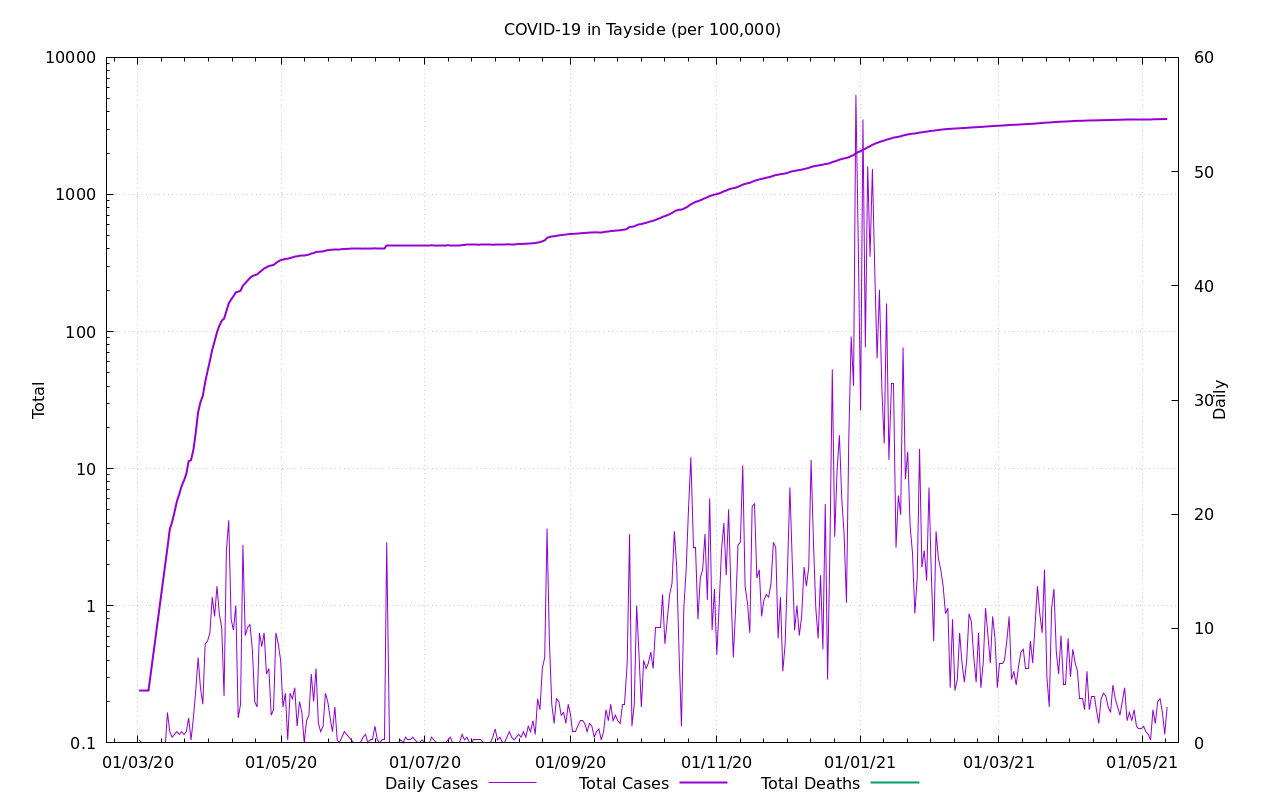 COVID-19 in Tayside (per 100,000)
10000
1000
100
10
1
0.1
Total
60
50
40
30
20
10
0
Daily
01/03/20 01/05/20 01/07/20 01/09/20 01/11/20 01/01/21 01/03/21 01/05/21
Daily Cases Total Cases Total Deaths